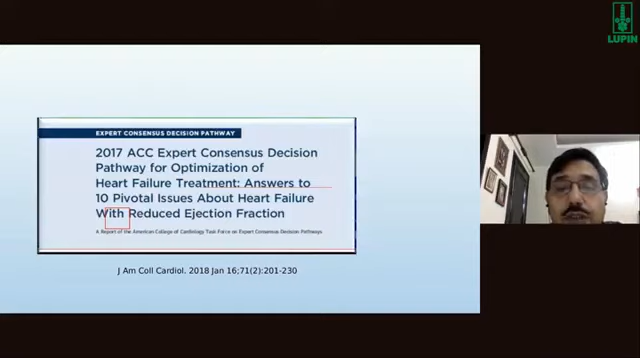 LUPIN
EXPERT CONSENSUS DECISION PATHWAY
2017 ACC Expert Consensus Decision
Pathway for Optimization of
Heart Failure Treatment: Answers to
10 Pivotal Issues About Heart Failure
With Reduced Ejection Fraction
A Report of the American College of Cardiology Task Force on Expert Consensus Decision Pathways
J Am Coll Cardiol. 2018 Jan 16;71(2):201-230